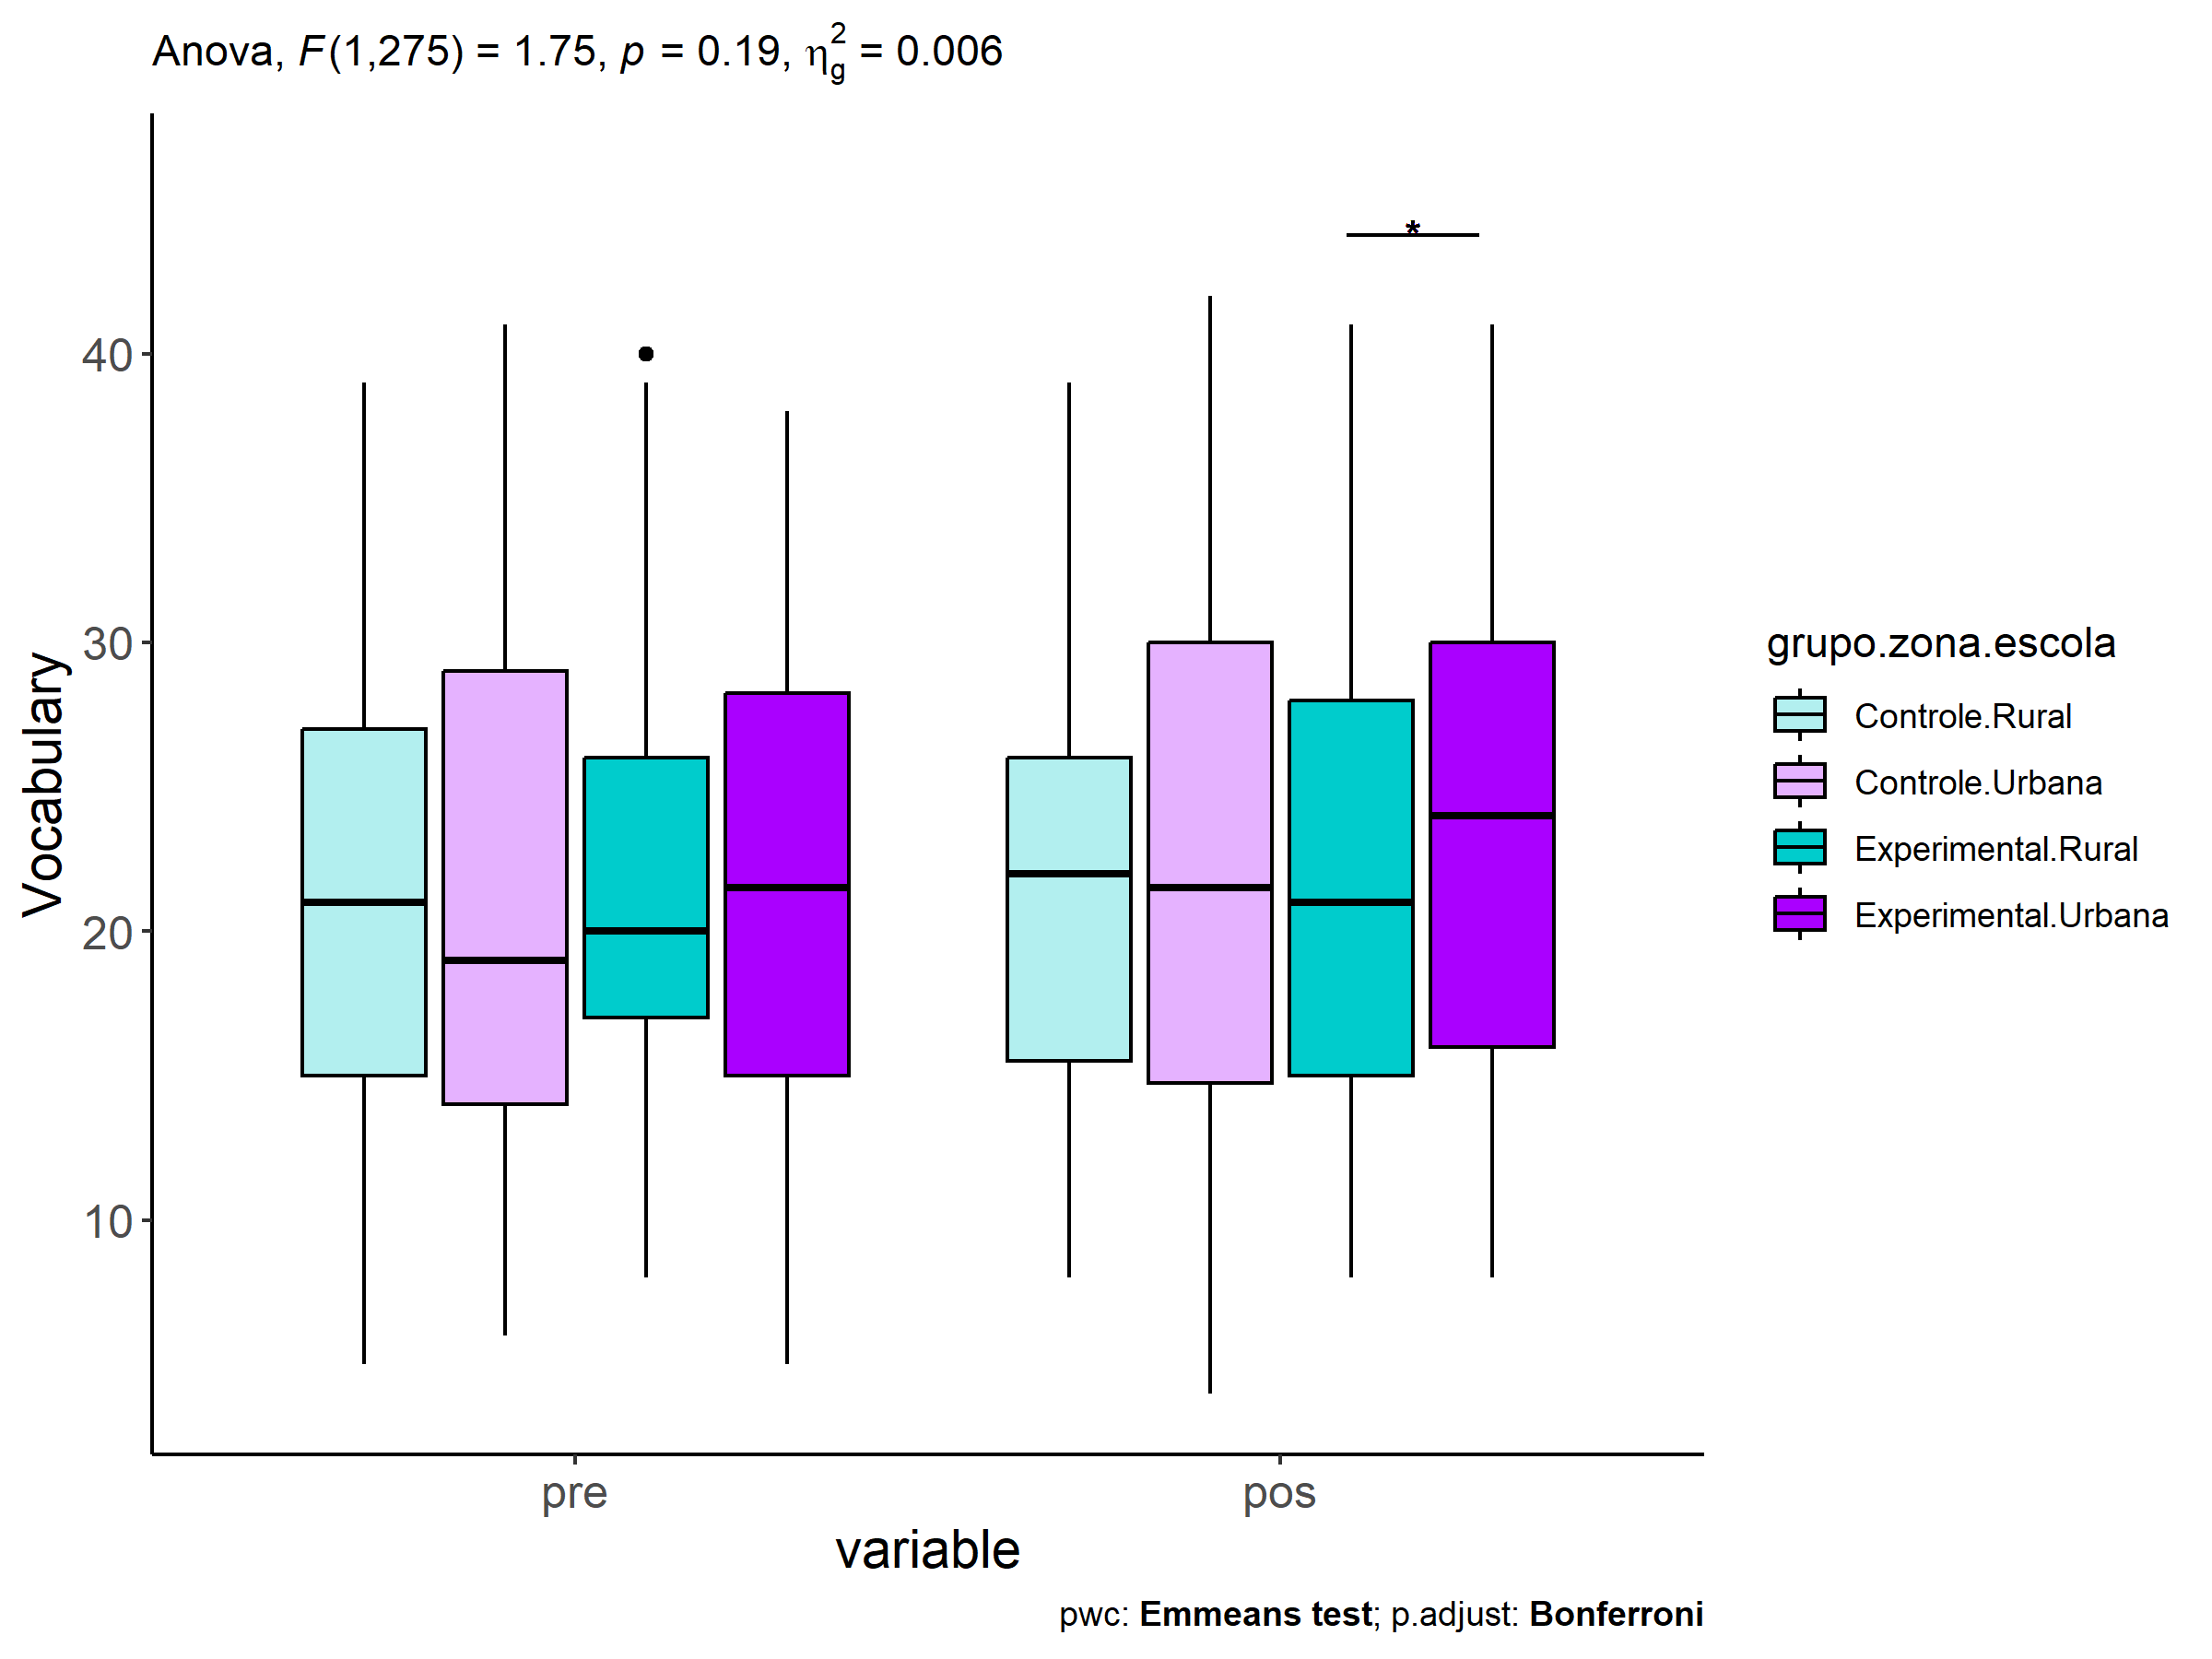 Anova, F(1,275) = 1.75, p = 0.19, η²g = 0.006
*
40
30
20
10
Vocabulary
pre
pos
variable
grupo.zona.escola
Controle.Rural
Controle.Urbana
Experimental.Rural
Experimental.Urbana
pwc: Emmeans test; p.adjust: Bonferroni